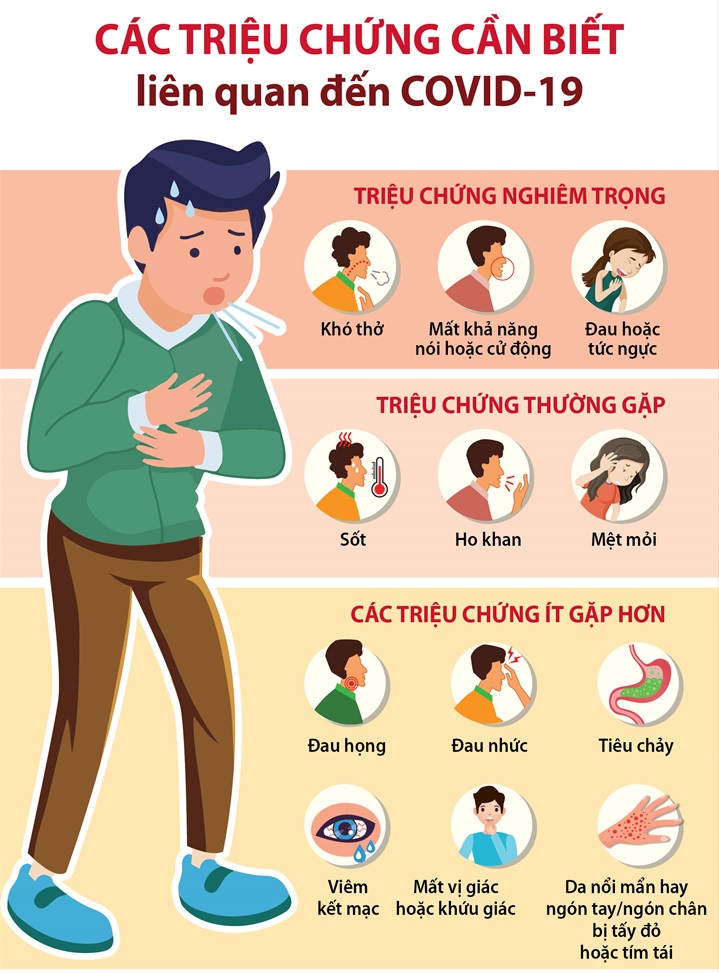 CÁC TRIỆU CHỨNG CẦN BIẾT
liên quan đến COVID-19
TRIỆU CHỨNG NGHIÊM TRỌNG
Khó thở
Mất khả năng
nói hoặc cử động
Đau hoặc
tức ngực
TRIỆU CHỨNG THƯỜNG GẶP
Sốt
Ho khan
Mệt mỏi
CÁC TRIỆU CHỨNG ÍT GẶP HƠN
Đau họng
Đau nhức
Tiêu chảy
Viêm
kết mạc
Mất vị giác
hoặc khứu giác
Da nổi mẩn hay
ngón tay/ngón chân
bị tấy đỏ
hoặc tím tái